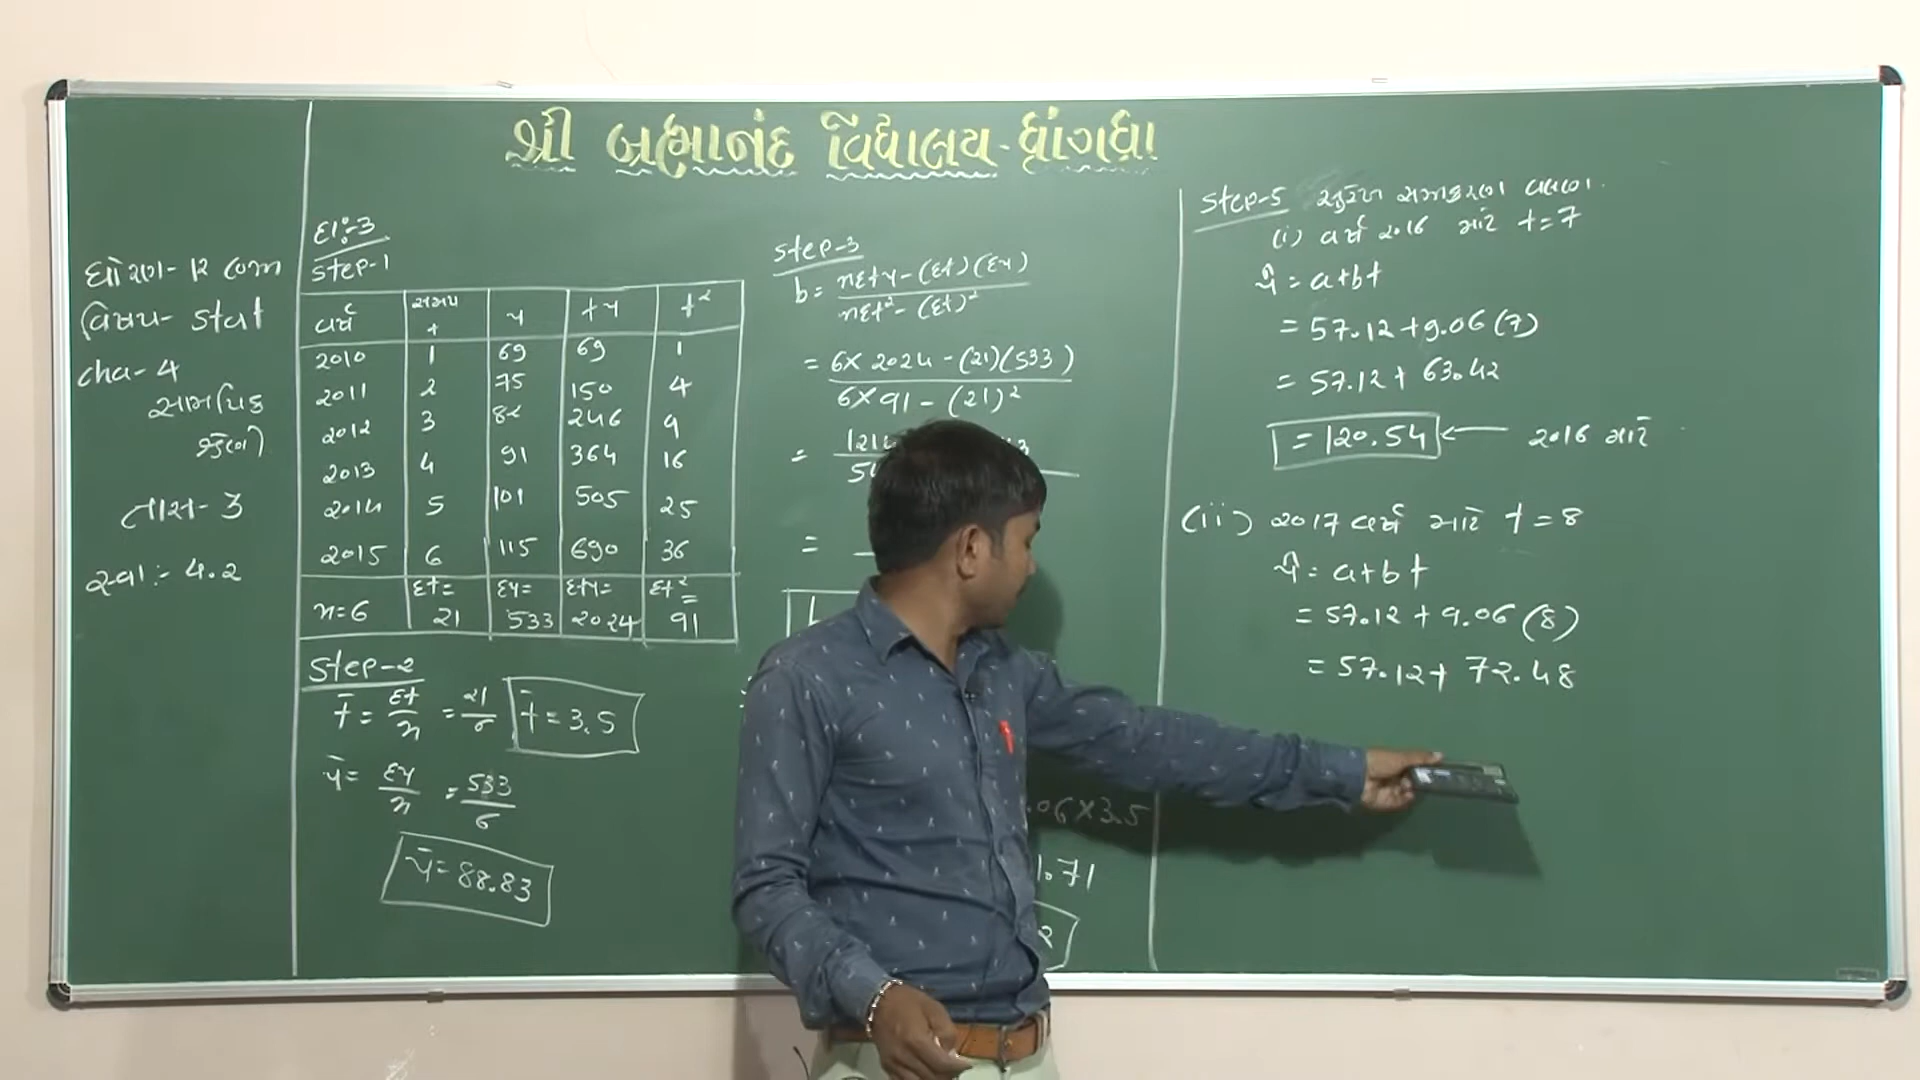 શ્રી બ્રહ્માનંદ વિદ્યાલય-ધ્રાંગધ્રા
ધોરણ-12 com
વિષય- stat
cha-4
સામયિક
શ્રેણી
તાસ-3
સ્વા:- 4.2
દા:-3
Step-1
વર્ષ સમય t y ty t²
2010 1 69 69 1
2011 2 75 150 4
2012 3 82 246 9
2013 4 91 364 16
2014 5 101 505 25
2015 6 115 690 36
n=6 Σt= 21 Σy= 533 Σty= 2024 Σt²= 91
Step-2
t̄ = Σt/n = 21/6 t̄ = 3.5
ȳ = Σy/n = 533/6
ȳ = 88.83
Step-3
b = nΣty-(Σt)(Σy) / nΣt²-(Σt)²
= 6×2024-(21)(533) / 6×91-(21)²
=
=
.06×3.5
1.71
2
Step-5 સુરેખ સમીકરણ વલણ.
(i) વર્ષ 2016 માટે t=7
ŷ = a+bt
= 57.12+9.06(7)
= 57.12+63.42
= 120.54 ← 2016 માટે
(ii) 2017 વર્ષ માટે t=8
ŷ = a+bt
= 57.12+9.06(8)
= 57.12+72.48